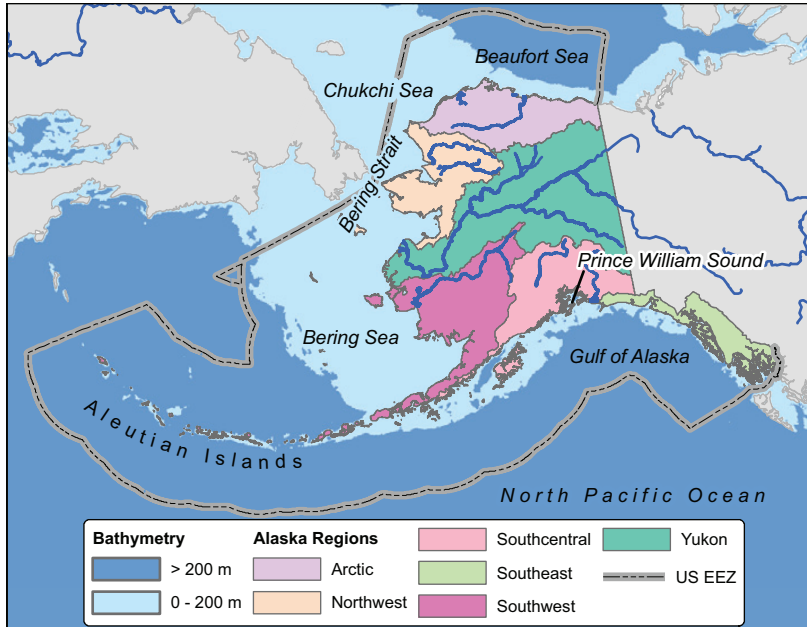 Beaufort Sea
Chukchi Sea
Bering Strait
Prince William Sound
Bering Sea
Gulf of Alaska
Aleutian Islands
North Pacific Ocean
Bathymetry
> 200 m
0 - 200 m
Alaska Regions
Arctic
Northwest
Southcentral
Southeast
Southwest
Yukon
US EEZ